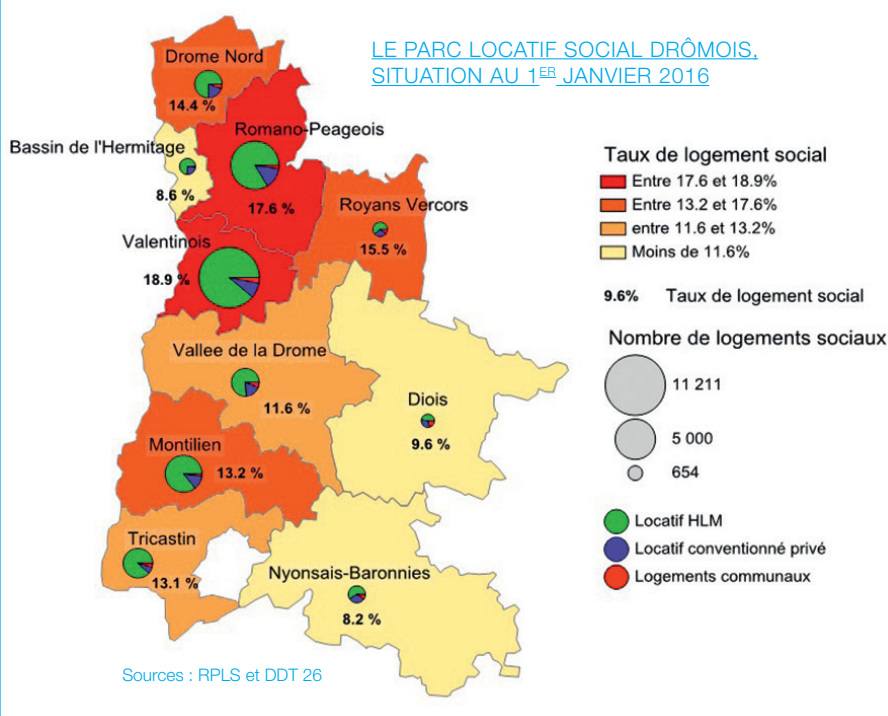 LE PARC LOCATIF SOCIAL DRÔMOIS,
SITUATION AU 1ER JANVIER 2016
Drome Nord
14.4 %
Romano-Peageois
17.6 %
Bassin de l'Hermitage
8.6 %
Royans Vercors
15.5 %
Valentinois
18.9 %
Vallee de la Drome
11.6 %
Diois
9.6 %
Montilien
13.2 %
Tricastin
13.1 %
Nyonsais-Baronnies
8.2 %
Taux de logement social
Entre 17.6 et 18.9%
Entre 13.2 et 17.6%
entre 11.6 et 13.2%
Moins de 11.6%
9.6% Taux de logement social
Nombre de logements sociaux
11 211
5 000
654
Locatif HLM
Locatif conventionné privé
Logements communaux
Sources : RPLS et DDT 26